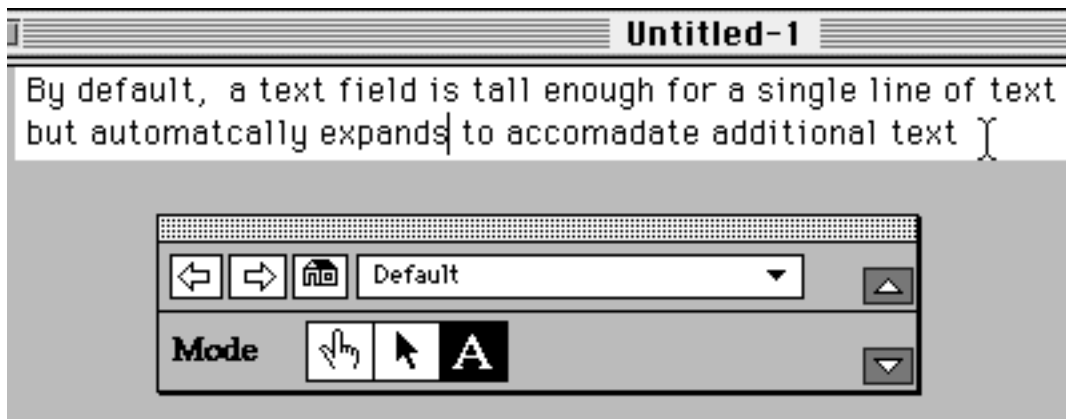 Untitled-1
By default, a text field is tall enough for a single line of text
but automatcally expands to accomadate additional text
Default
Mode
A